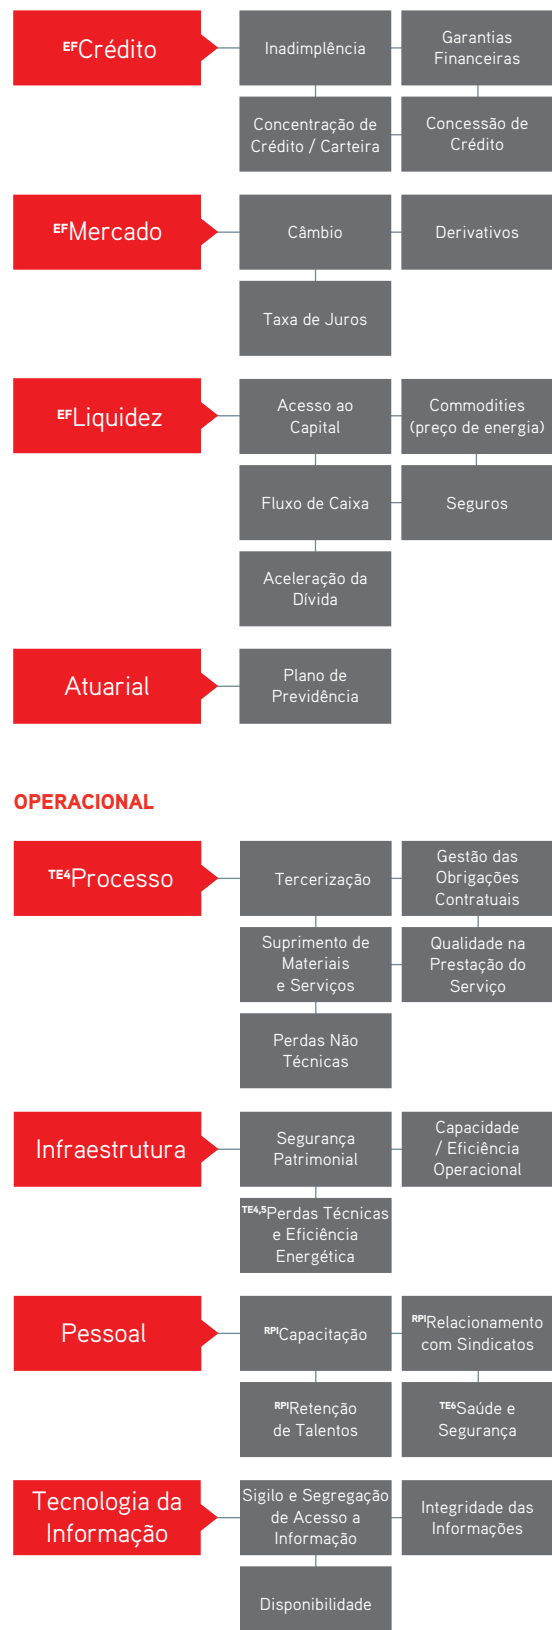 EFCrédito
Inadimplência
Garantias
Financeiras
Concentração de
Crédito / Carteira
Concessão de
Crédito
EFMercado
Câmbio
Derivativos
Taxa de Juros
EFLiquidez
Acesso ao
Capital
Commodities
(preço de energia)
Fluxo de Caixa
Seguros
Aceleração da
Dívida
Atuarial
Plano de
Previdência
OPERACIONAL
TE4Processo
Tercerização
Gestão das
Obrigações
Contratuais
Suprimento de
Materiais
e Serviços
Qualidade na
Prestação do
Serviço
Perdas Não
Técnicas
Infraestrutura
Segurança
Patrimonial
Capacidade
/ Eficiência
Operacional
TE4,5Perdas Técnicas
e Eficiência
Energética
Pessoal
RPICapacitação
RPIRelacionamento
com Sindicatos
RPIRetenção
de Talentos
TE6Saúde e
Segurança
Tecnologia da
Informação
Sigilo e Segregação
de Acesso a
Informação
Integridade das
Informações
Disponibilidade